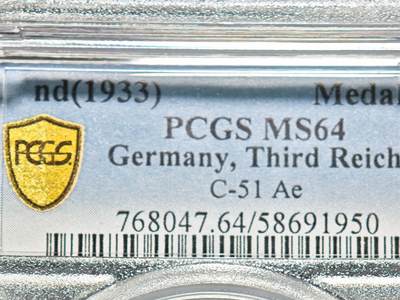 nd(1933) Medal
PCGS MS64
PCGS
Germany, Third Reich
C-51 Ae
768047.64/58691950